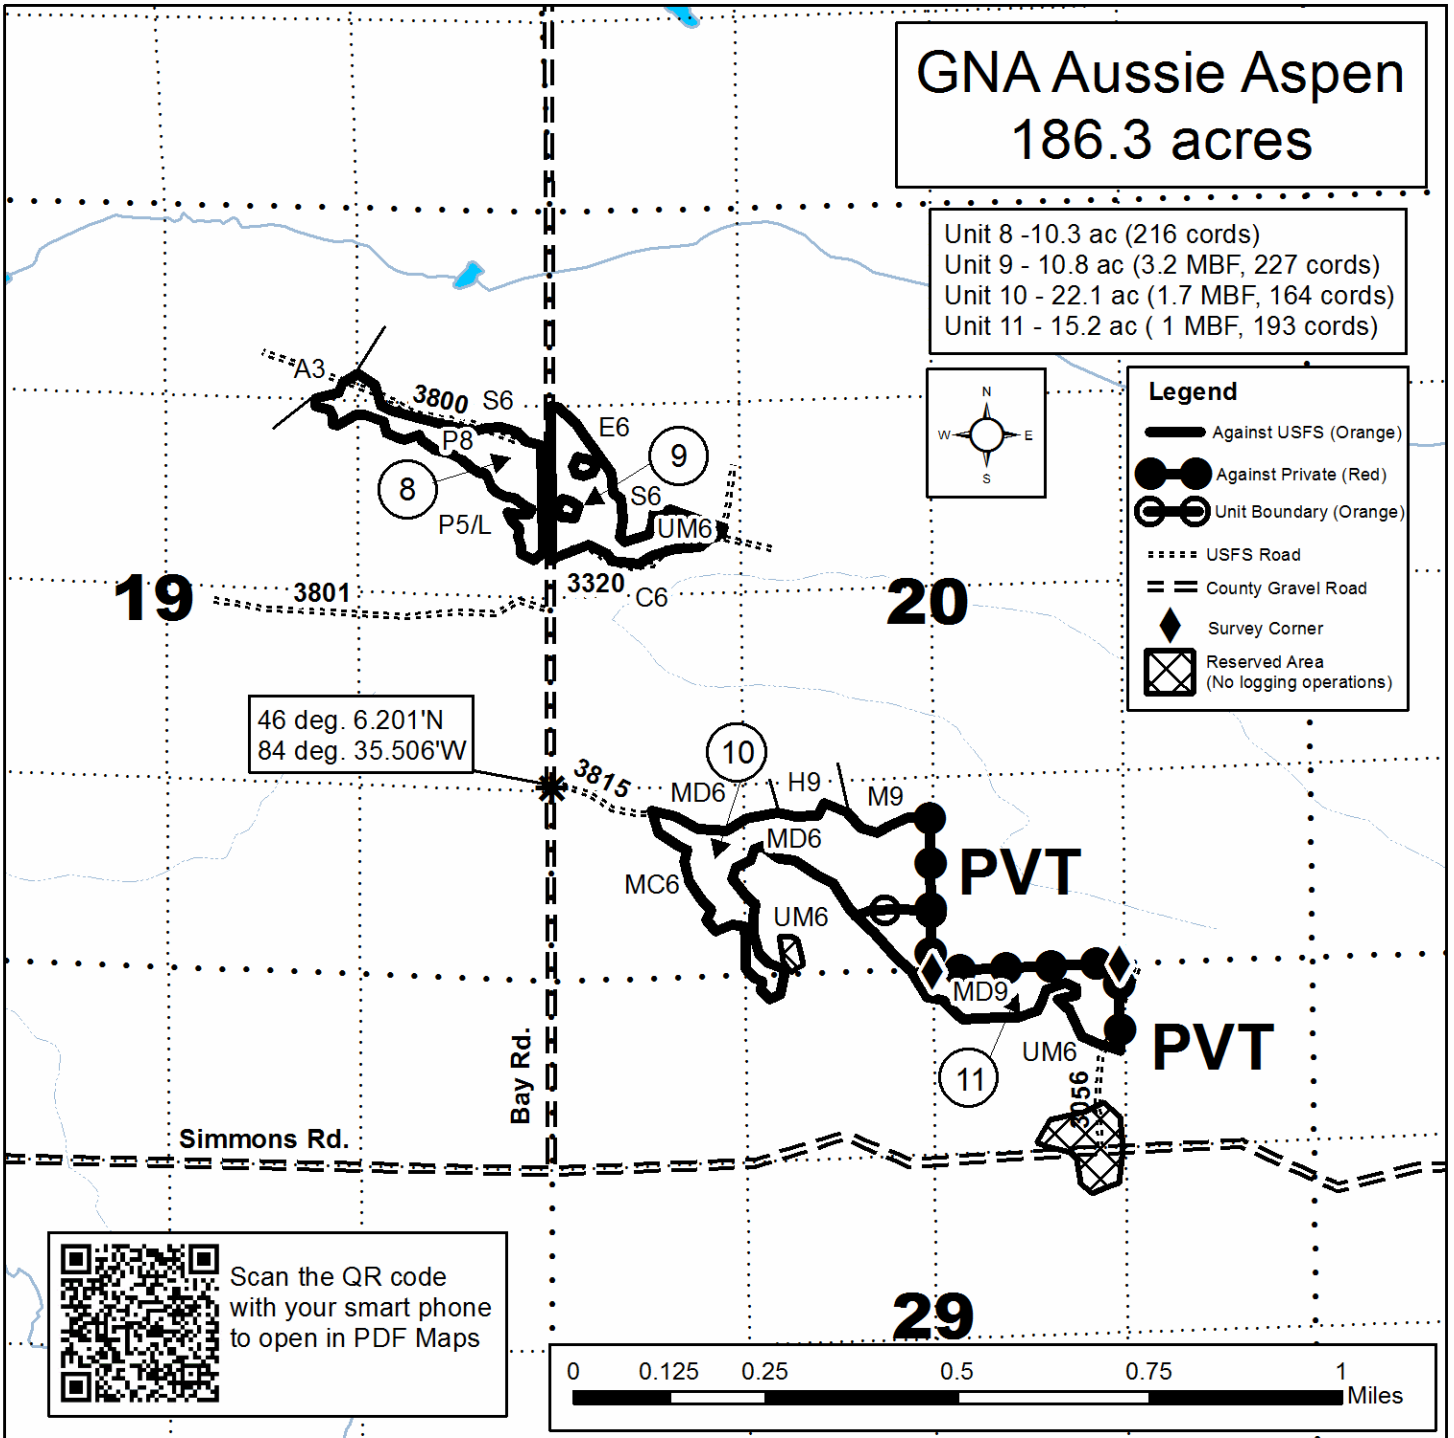 GNA Aussie Aspen
186.3 acres
Unit 8 -10.3 ac (216 cords)
Unit 9 - 10.8 ac (3.2 MBF, 227 cords)
Unit 10 - 22.1 ac (1.7 MBF, 164 cords)
Unit 11 - 15.2 ac ( 1 MBF, 193 cords)
N
W
E
S
Legend
Against USFS (Orange)
Against Private (Red)
Unit Boundary (Orange)
USFS Road
County Gravel Road
Survey Corner
Reserved Area
(No logging operations)
A3
3800
S6
P8
E6
8
9
S6
P5/L
UM6
19
3801
3320
C6
20
46 deg. 6.201'N
84 deg. 35.506'W
10
3815
MD6
H9
M9
MD6
MC6
PVT
UM6
MD9
Bay Rd.
UM6
PVT
11
3056
Simmons Rd.
Scan the QR code
with your smart phone
to open in PDF Maps
29
0 0.125 0.25 0.5 0.75 1
Miles